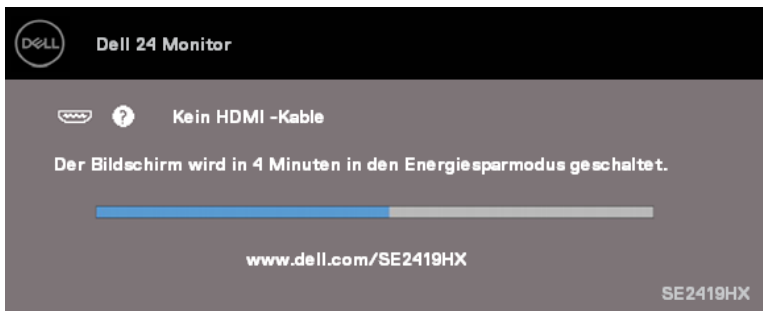 DELL
Dell 24 Monitor
? Kein HDMI -Kable
Der Bildschirm wird in 4 Minuten in den Energiesparmodus geschaltet.
www.dell.com/SE2419HX
SE2419HX